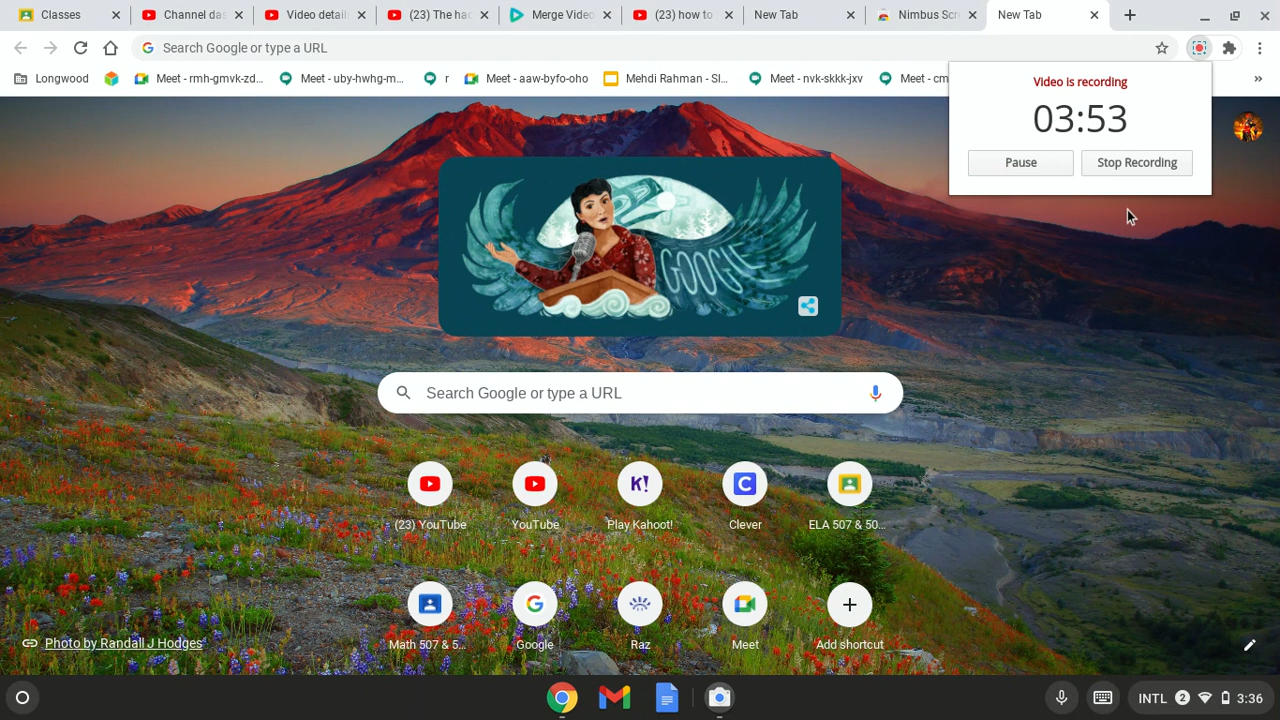 Classes
Channel da
Video detail
(23) The ha
Merge Video
(23) how to
New Tab
Nimbus Scr
New Tab
Search Google or type a URL
Longwood
Meet - rmh-gmvk-zd...
Meet - uby-hwhg-m...
r
Meet - aaw-byfo-oho
Mehdi Rahman - Sl...
Meet - nvk-skkk-jxv
Meet - cm
»
Video is recording
03:53
Pause
Stop Recording
GOOGLE
Search Google or type a URL
(23) YouTube
YouTube
K!
Play Kahoot!
C
Clever
ELA 507 & 50...
Math 507 & 5...
G
Google
Raz
Meet
Add shortcut
Photo by Randall J Hodges
INTL 2 3:36